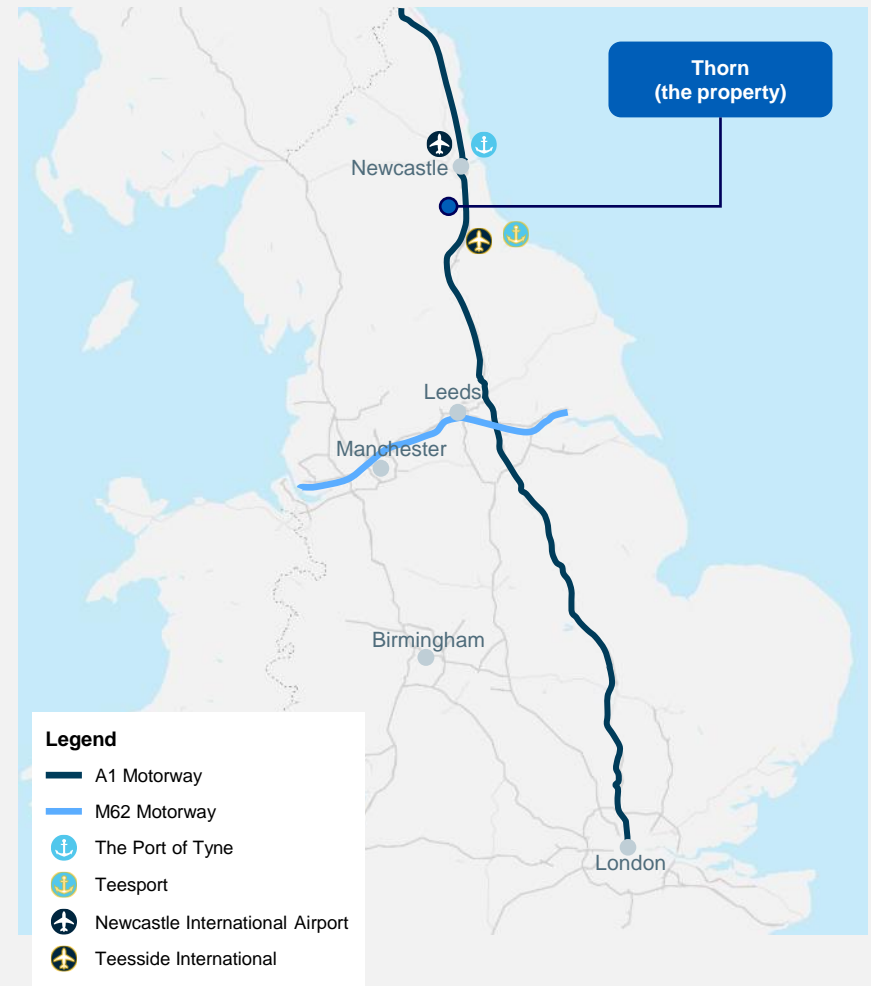 Thorn
(the property)
Newcastle
Leeds
Manchester
Birmingham
Legend
A1 Motorway
M62 Motorway
The Port of Tyne
Teesport
Newcastle International Airport
Teesside International
London